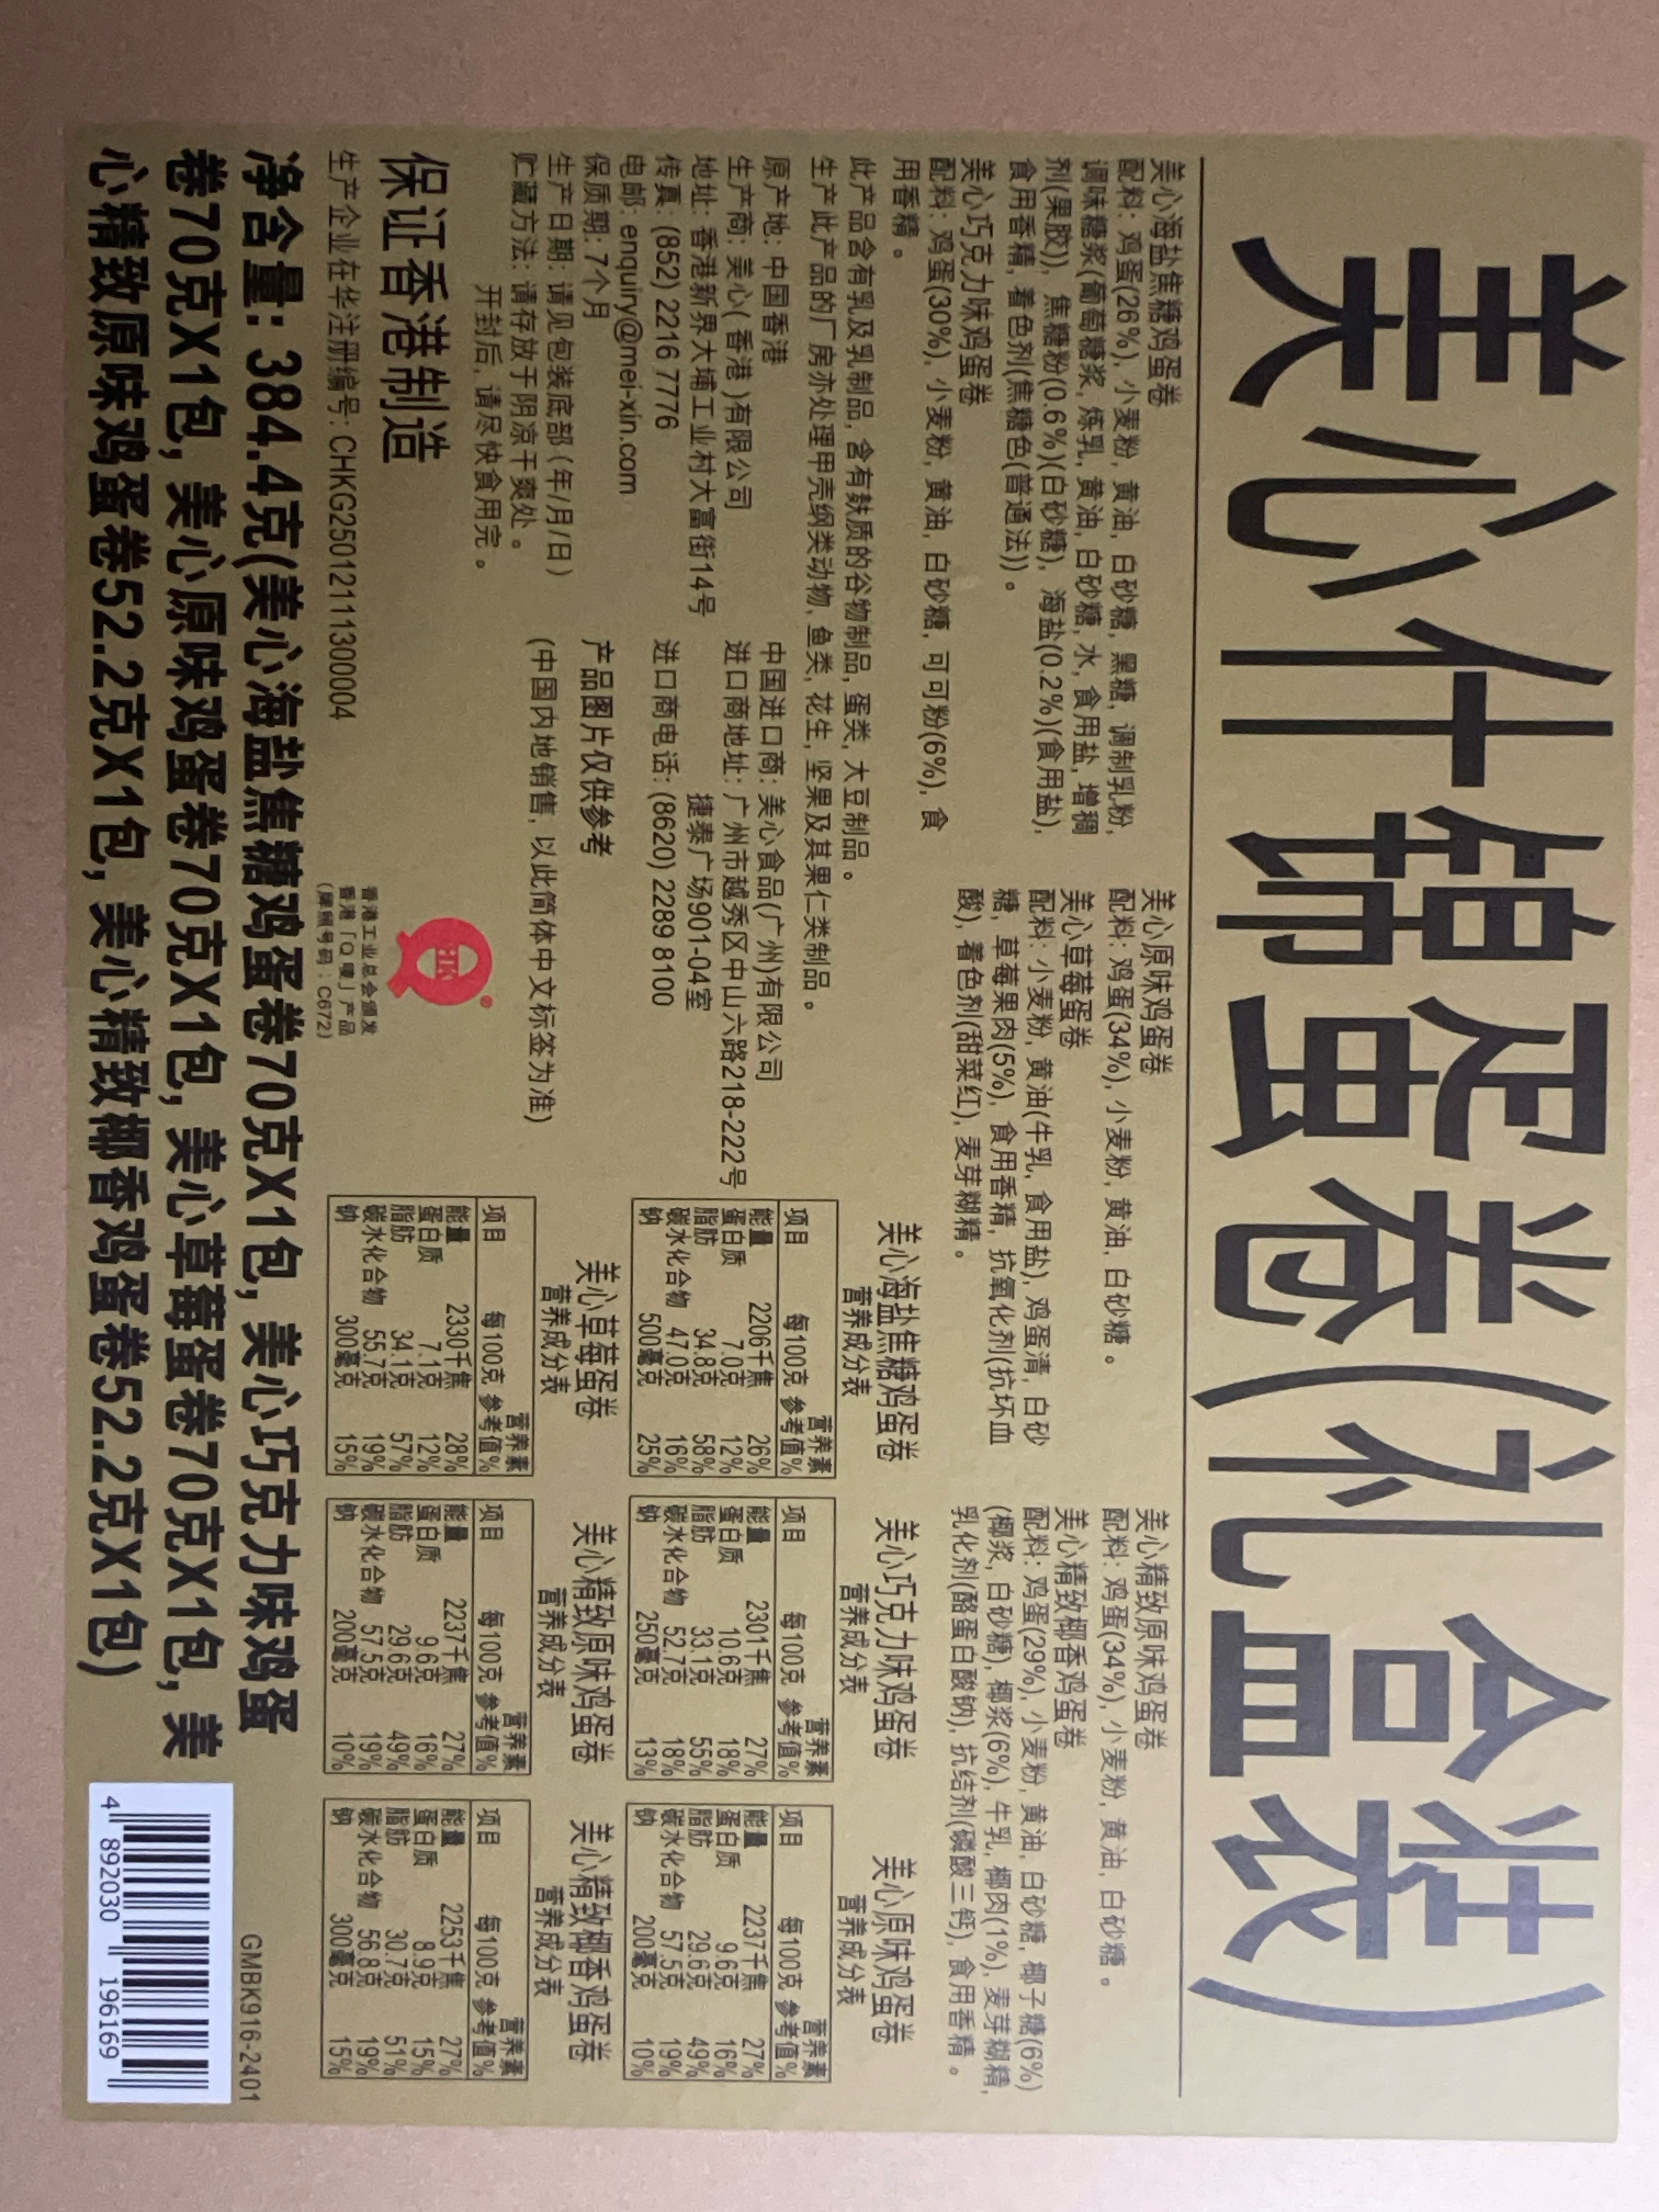 美心什锦蛋卷(礼盒装)
美心海盐焦糖鸡蛋卷
配料: 鸡蛋(26%), 小麦粉, 黄油, 白砂糖, 黑糖, 调制乳粉,
调味糖浆(葡萄糖浆, 炼乳, 黄油, 白砂糖, 水, 食用盐, 增稠
剂(果胶)), 焦糖粉(0.6%)(白砂糖), 海盐(0.2%)(食用盐),
食用香精, 着色剂(焦糖色(普通法))。
美心巧克力味鸡蛋卷
配料: 鸡蛋(30%), 小麦粉, 黄油, 白砂糖, 可可粉(6%), 食
用香精。
美心原味鸡蛋卷
配料: 鸡蛋(34%), 小麦粉, 黄油, 白砂糖。
美心草莓蛋卷
配料: 小麦粉, 黄油(牛乳, 食用盐), 鸡蛋清, 白砂
糖, 草莓果肉(5%), 食用香精, 抗氧化剂(抗坏血
酸), 着色剂(甜菜红), 麦芽糊精。
美心精致原味鸡蛋卷
配料: 鸡蛋(34%), 小麦粉, 黄油, 白砂糖。
美心精致椰香鸡蛋卷
配料: 鸡蛋(29%), 小麦粉, 黄油, 白砂糖, 椰子糖(6%)
(椰浆, 白砂糖), 椰浆(6%), 牛乳, 椰肉(1%), 麦芽糊精,
乳化剂(酪蛋白酸钠), 抗结剂(磷酸三钙), 食用香精。
此产品含有乳及乳制品, 含有麸质的谷物制品, 蛋类, 大豆制品。
生产此产品的厂房亦处理甲壳纲类动物, 鱼类, 花生, 坚果及其果仁类制品。
原产地: 中国香港
生产商: 美心(香港)有限公司
地址: 香港新界大埔工业村大富街14号
传真: (852) 2216 7776
电邮: enquiry@mei-xin.com
保质期: 7个月
生产日期: 请见包装底部 (年/月/日)
贮藏方法: 请存放于阴凉干爽处。
开封后, 请尽快食用完。
中国进口商: 美心食品(广州)有限公司
进口商地址: 广州市越秀区中山六路218-222号
捷泰广场901-04室
进口商电话: (8620) 2289 8100
产品图片仅供参考
(中国内地销售, 以此简体中文标签为准)
保证香港制造
生产企业在华注册编号: CHKG25012111300004
HK
®
香港工业总会颁发
香港「Q嘜」产品
(牌照号码: C672)
美心海盐焦糖鸡蛋卷
营养成分表
项目 每100克 营养素参考值%
能量 2206千焦 26%
蛋白质 7.0克 12%
脂肪 34.8克 58%
碳水化合物 47.0克 16%
钠 500毫克 25%
美心巧克力味鸡蛋卷
营养成分表
项目 每100克 营养素参考值%
能量 2301千焦 27%
蛋白质 10.6克 18%
脂肪 33.1克 55%
碳水化合物 52.7克 18%
钠 250毫克 13%
美心原味鸡蛋卷
营养成分表
项目 每100克 营养素参考值%
能量 2237千焦 27%
蛋白质 9.6克 16%
脂肪 29.6克 49%
碳水化合物 57.5克 19%
钠 200毫克 10%
美心草莓蛋卷
营养成分表
项目 每100克 营养素参考值%
能量 2330千焦 28%
蛋白质 7.1克 12%
脂肪 34.1克 57%
碳水化合物 55.7克 19%
钠 300毫克 15%
美心精致原味鸡蛋卷
营养成分表
项目 每100克 营养素参考值%
能量 2237千焦 27%
蛋白质 9.6克 16%
脂肪 29.6克 49%
碳水化合物 57.5克 19%
钠 200毫克 10%
美心精致椰香鸡蛋卷
营养成分表
项目 每100克 营养素参考值%
能量 2253千焦 27%
蛋白质 8.9克 15%
脂肪 30.7克 51%
碳水化合物 56.8克 19%
钠 300毫克 15%
净含量: 384.4克(美心海盐焦糖鸡蛋卷70克X1包, 美心巧克力味鸡蛋
卷70克X1包, 美心原味鸡蛋卷70克X1包, 美心草莓蛋卷70克X1包, 美
心精致原味鸡蛋卷52.2克X1包, 美心精致椰香鸡蛋卷52.2克X1包)
GMBK916-2401
4 892030 196169